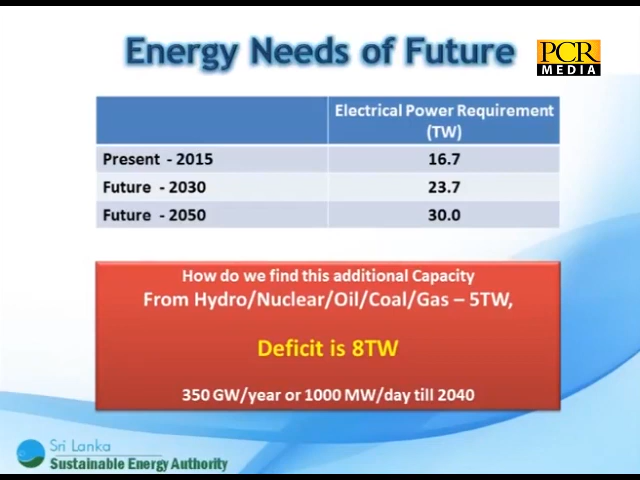 Energy Needs of Future
PCR
MEDIA
Electrical Power Requirement
(TW)
Present - 2015 16.7
Future - 2030 23.7
Future - 2050 30.0
How do we find this additional Capacity
From Hydro/Nuclear/Oil/Coal/Gas – 5TW,
Deficit is 8TW
350 GW/year or 1000 MW/day till 2040
Sri Lanka
Sustainable Energy Authority